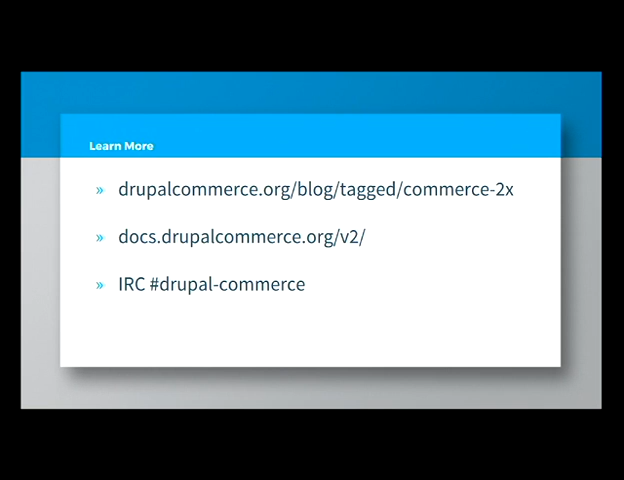 Learn More
» drupalcommerce.org/blog/tagged/commerce-2x
» docs.drupalcommerce.org/v2/
» IRC #drupal-commerce